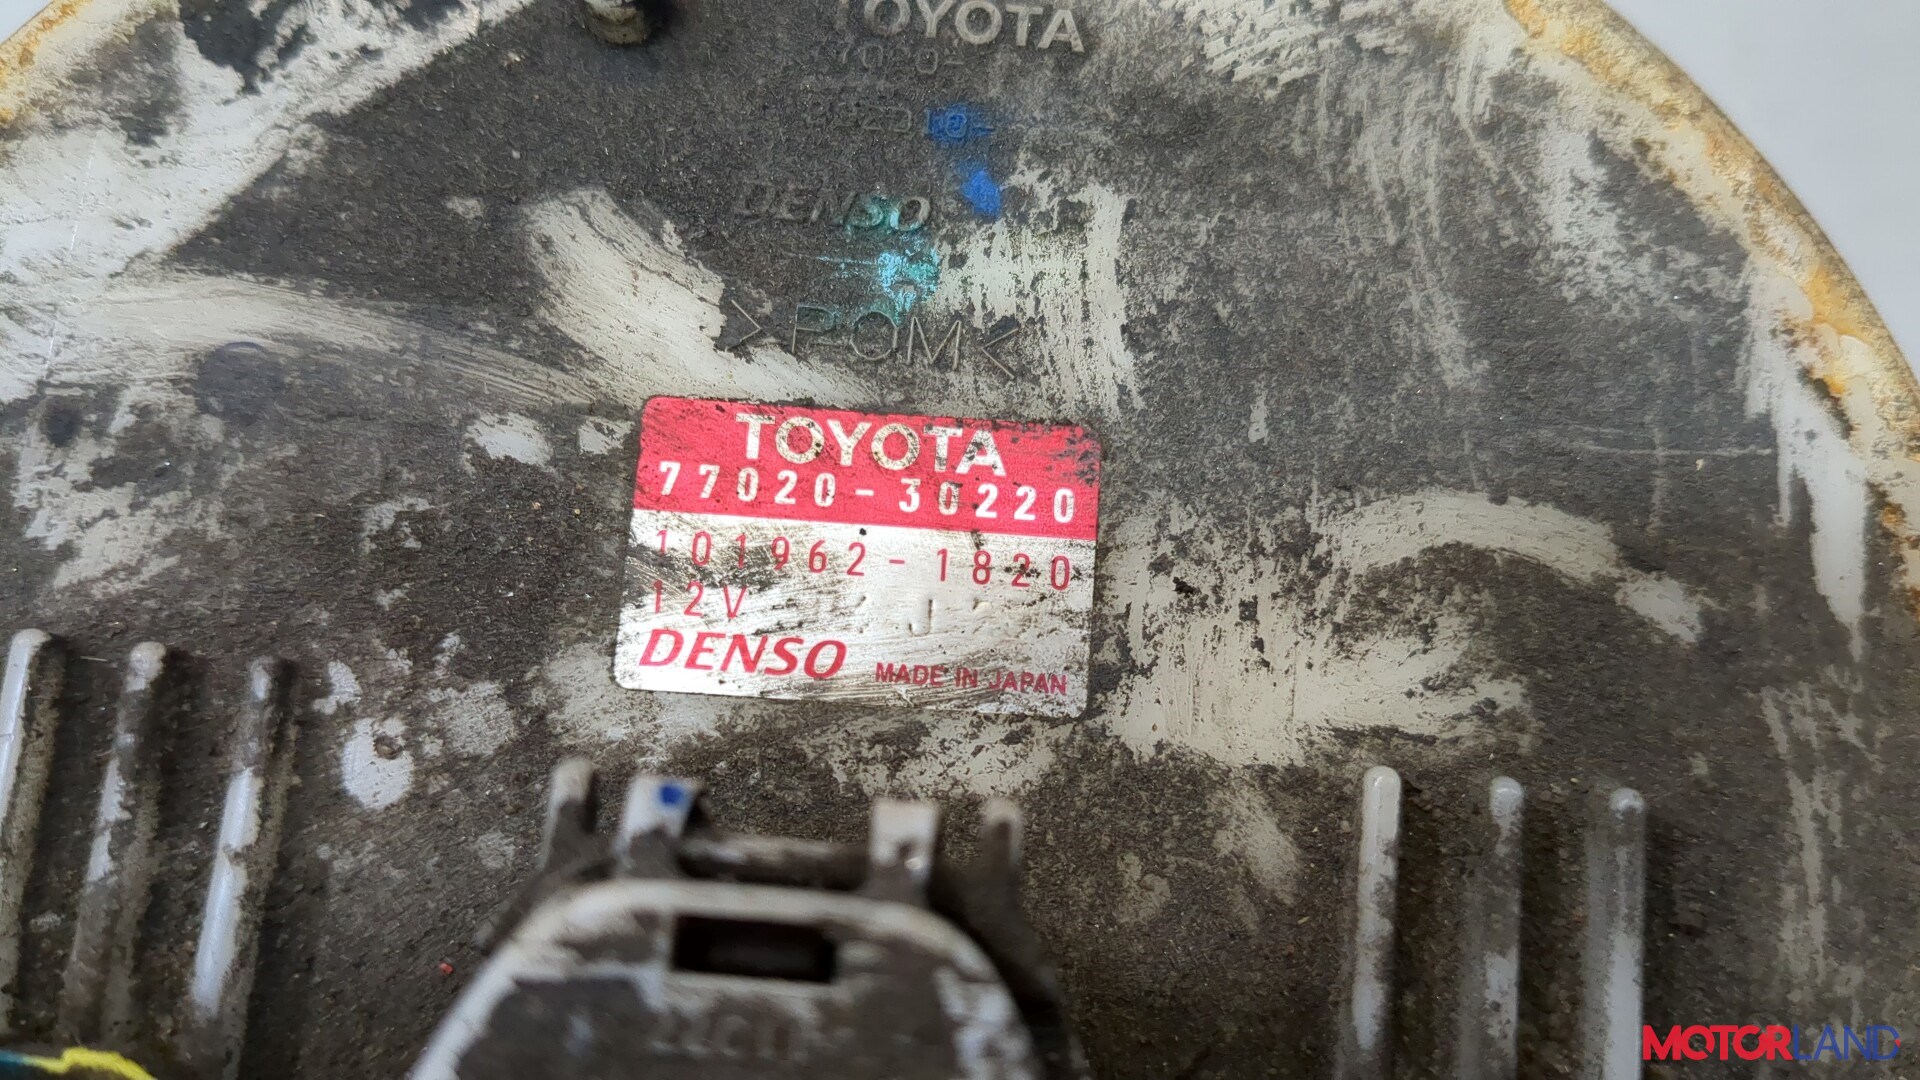 TOYOTA
DENSO
>POM<
TOYOTA
77020-30220
101962-1820
12V
DENSO MADE IN JAPAN
MOTORLAND